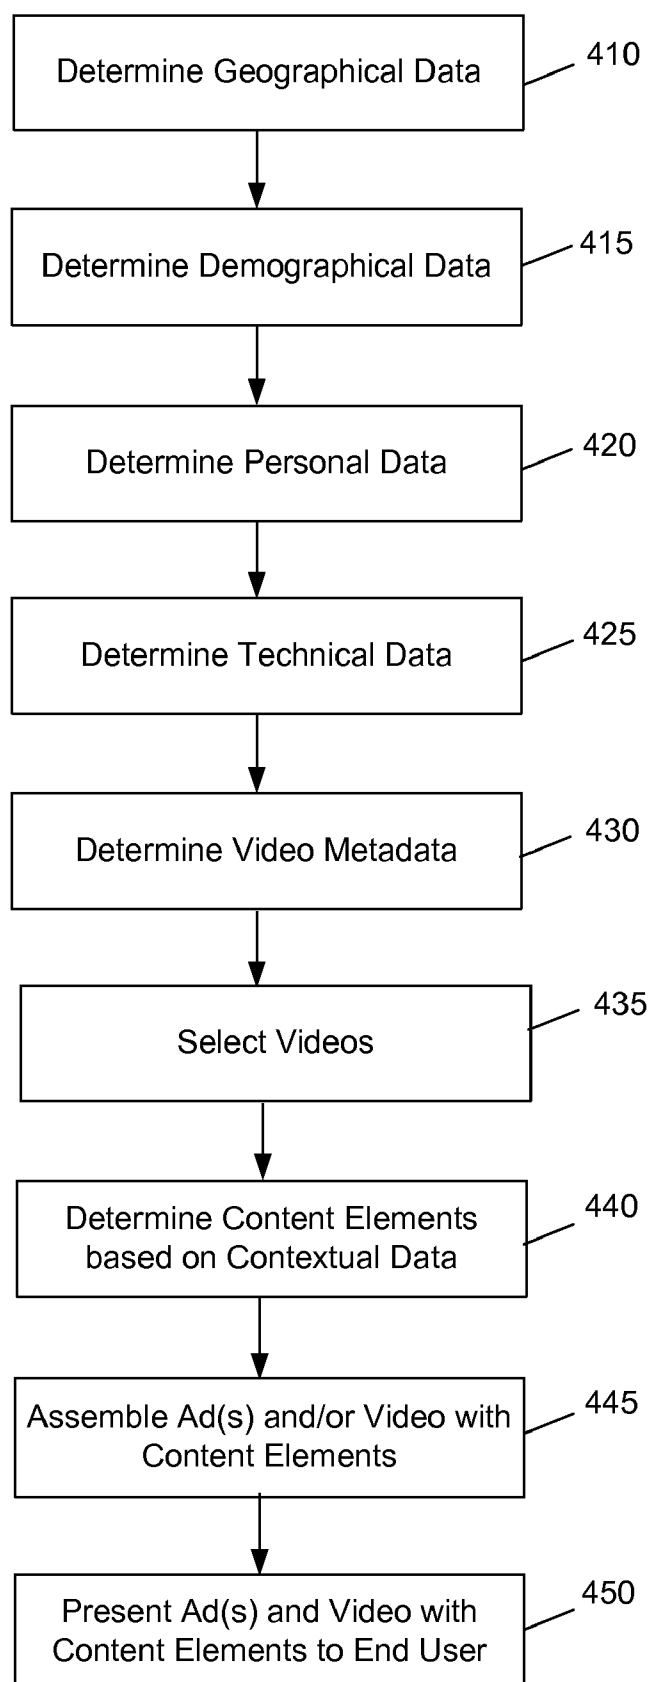 Determine Geographical Data
410
Determine Demographical Data
415
Determine Personal Data
420
Determine Technical Data
425
Determine Video Metadata
430
Select Videos
435
Determine Content Elements
based on Contextual Data
440
Assemble Ad(s) and/or Video with
Content Elements
445
Present Ad(s) and Video with
Content Elements to End User
450